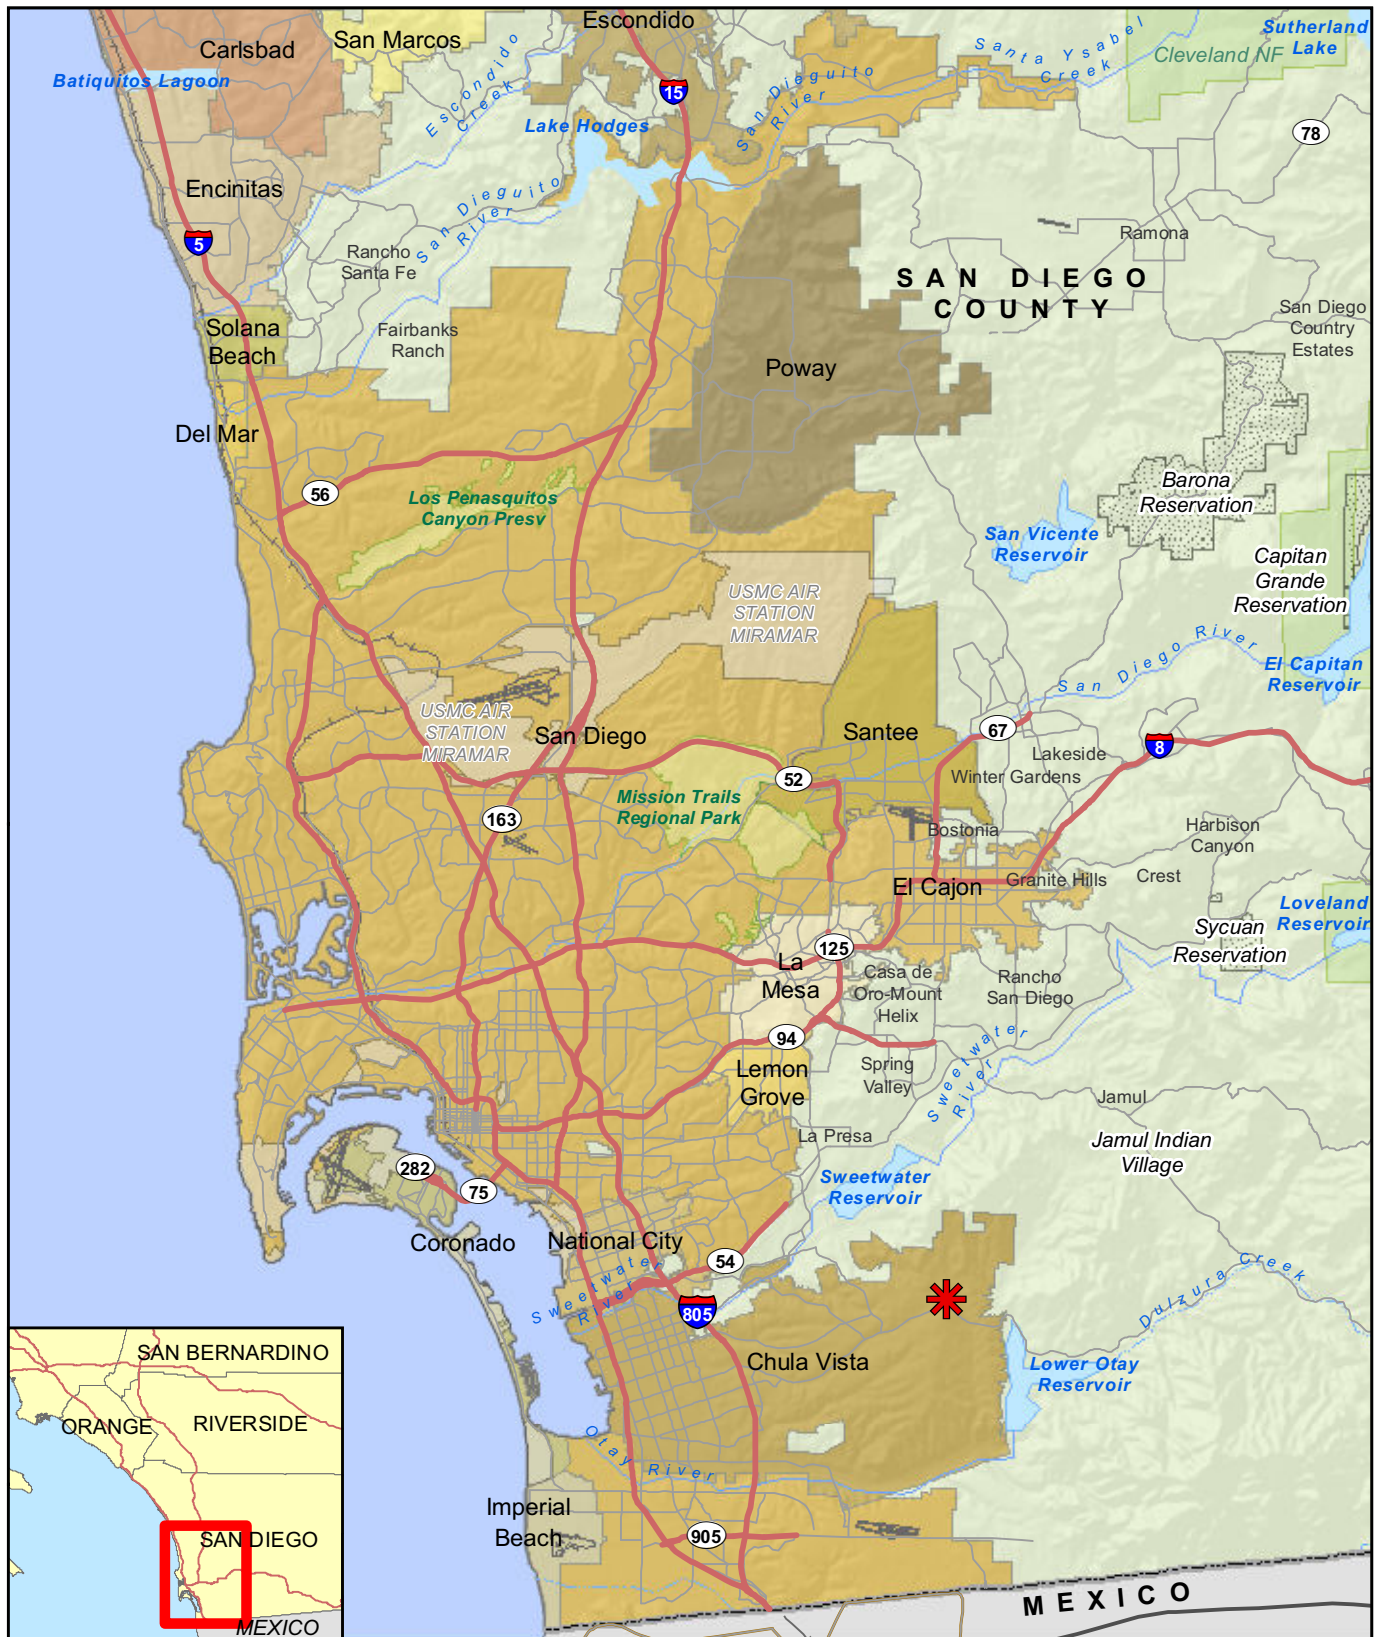 Escondido
Carlsbad
San Marcos
Sutherland
Lake
Santa Ysabel
Creek
Cleveland NF
Batiquitos Lagoon
Escondido
Creek
15
San Dieguito
River
Lake Hodges
78
Encinitas
San Dieguito
River
5
Rancho
Santa Fe
Ramona
SAN DIEGO
COUNTY
San Diego
Country
Estates
Solana
Beach
Fairbanks
Ranch
Poway
Del Mar
56
Los Penasquitos
Canyon Presv
Barona
Reservation
San Vicente
Reservoir
Capitan
Grande
Reservation
USMC AIR
STATION
MIRAMAR
San Diego River
El Capitan
Reservoir
USMC AIR
STATION
MIRAMAR
San Diego
Santee
67
Lakeside
8
Winter Gardens
52
Mission Trails
Regional Park
163
Bostonia
Harbison
Canyon
El Cajon
Granite Hills
Crest
Loveland
Reservoir
Sycuan
Reservation
125
La
Mesa
Casa de
Oro-Mount
Helix
Rancho
San Diego
94
Sweetwater
River
Lemon
Grove
Spring
Valley
Jamul
La Presa
Jamul Indian
Village
282
75
Sweetwater
Reservoir
Coronado
National City
54
Sweetwater
River
805
Dulzura Creek
Chula Vista
Lower Otay
Reservoir
Otay River
Imperial
Beach
905
MEXICO
SAN BERNARDINO
ORANGE
RIVERSIDE
SAN DIEGO
MEXICO